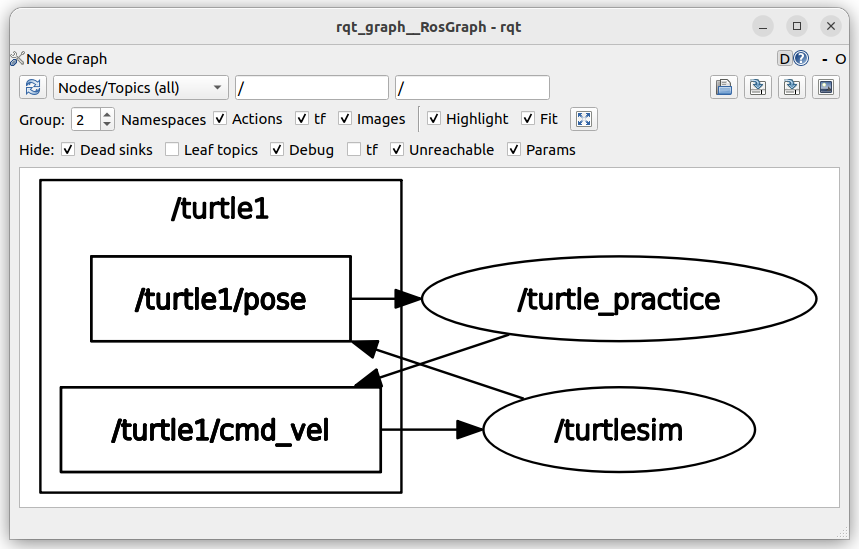 rqt_graph__RosGraph - rqt
Node Graph D ? - O
Nodes/Topics (all) / /
Group: 2 Namespaces Actions tf Images Highlight Fit
Hide: Dead sinks Leaf topics Debug tf Unreachable Params
/turtle1
/turtle1/pose /turtle_practice
/turtle1/cmd_vel /turtlesim